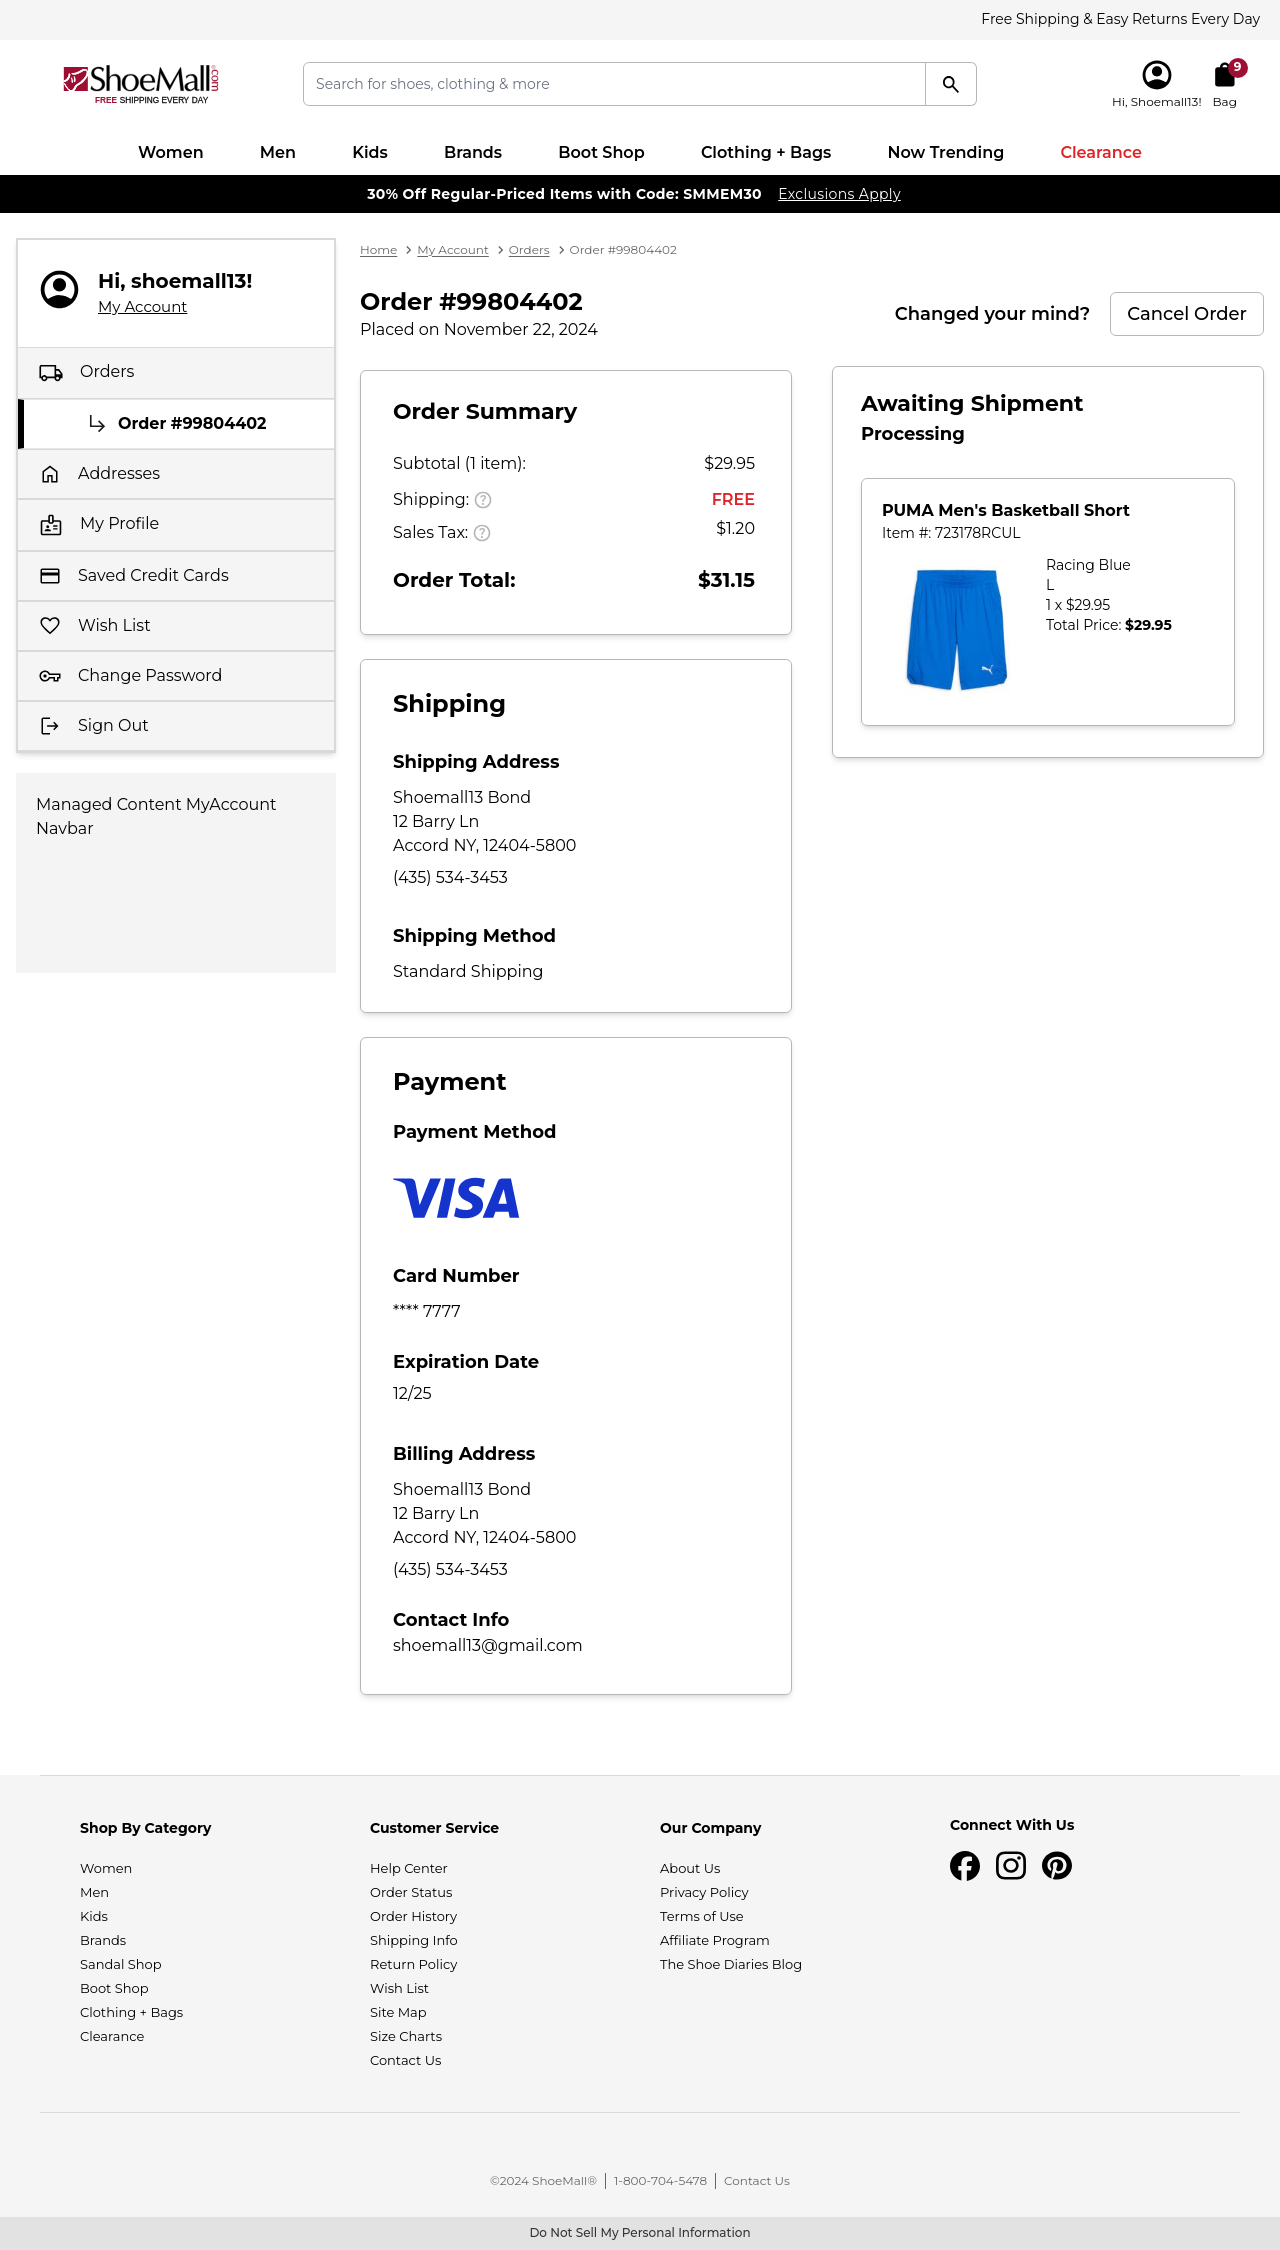 Free Shipping & Easy Returns Every Day
ShoeMall.com
FREE SHIPPING EVERY DAY
Search for shoes, clothing & more
Hi, Shoemall13!
9
Bag
Women
Men
Kids
Brands
Boot Shop
Clothing + Bags
Now Trending
Clearance
30% Off Regular-Priced Items with Code: SMMEM30 Exclusions Apply
Hi, shoemall13!
My Account
Orders
Order #99804402
Addresses
My Profile
Saved Credit Cards
Wish List
Change Password
Sign Out
Managed Content MyAccount
Navbar
Home > My Account > Orders > Order #99804402
Order #99804402
Placed on November 22, 2024
Changed your mind?
Cancel Order
Order Summary
Subtotal (1 item): $29.95
Shipping: ? FREE
Sales Tax: ? $1.20
Order Total: $31.15
Shipping
Shipping Address
Shoemall13 Bond
12 Barry Ln
Accord NY, 12404-5800
(435) 534-3453
Shipping Method
Standard Shipping
Payment
Payment Method
VISA
Card Number
**** 7777
Expiration Date
12/25
Billing Address
Shoemall13 Bond
12 Barry Ln
Accord NY, 12404-5800
(435) 534-3453
Contact Info
shoemall13@gmail.com
Awaiting Shipment
Processing
PUMA Men's Basketball Short
Item #: 723178RCUL
Racing Blue
L
1 x $29.95
Total Price: $29.95
Shop By Category
Women
Men
Kids
Brands
Sandal Shop
Boot Shop
Clothing + Bags
Clearance
Customer Service
Help Center
Order Status
Order History
Shipping Info
Return Policy
Wish List
Site Map
Size Charts
Contact Us
Our Company
About Us
Privacy Policy
Terms of Use
Affiliate Program
The Shoe Diaries Blog
Connect With Us
©2024 ShoeMall® | 1-800-704-5478 | Contact Us
Do Not Sell My Personal Information